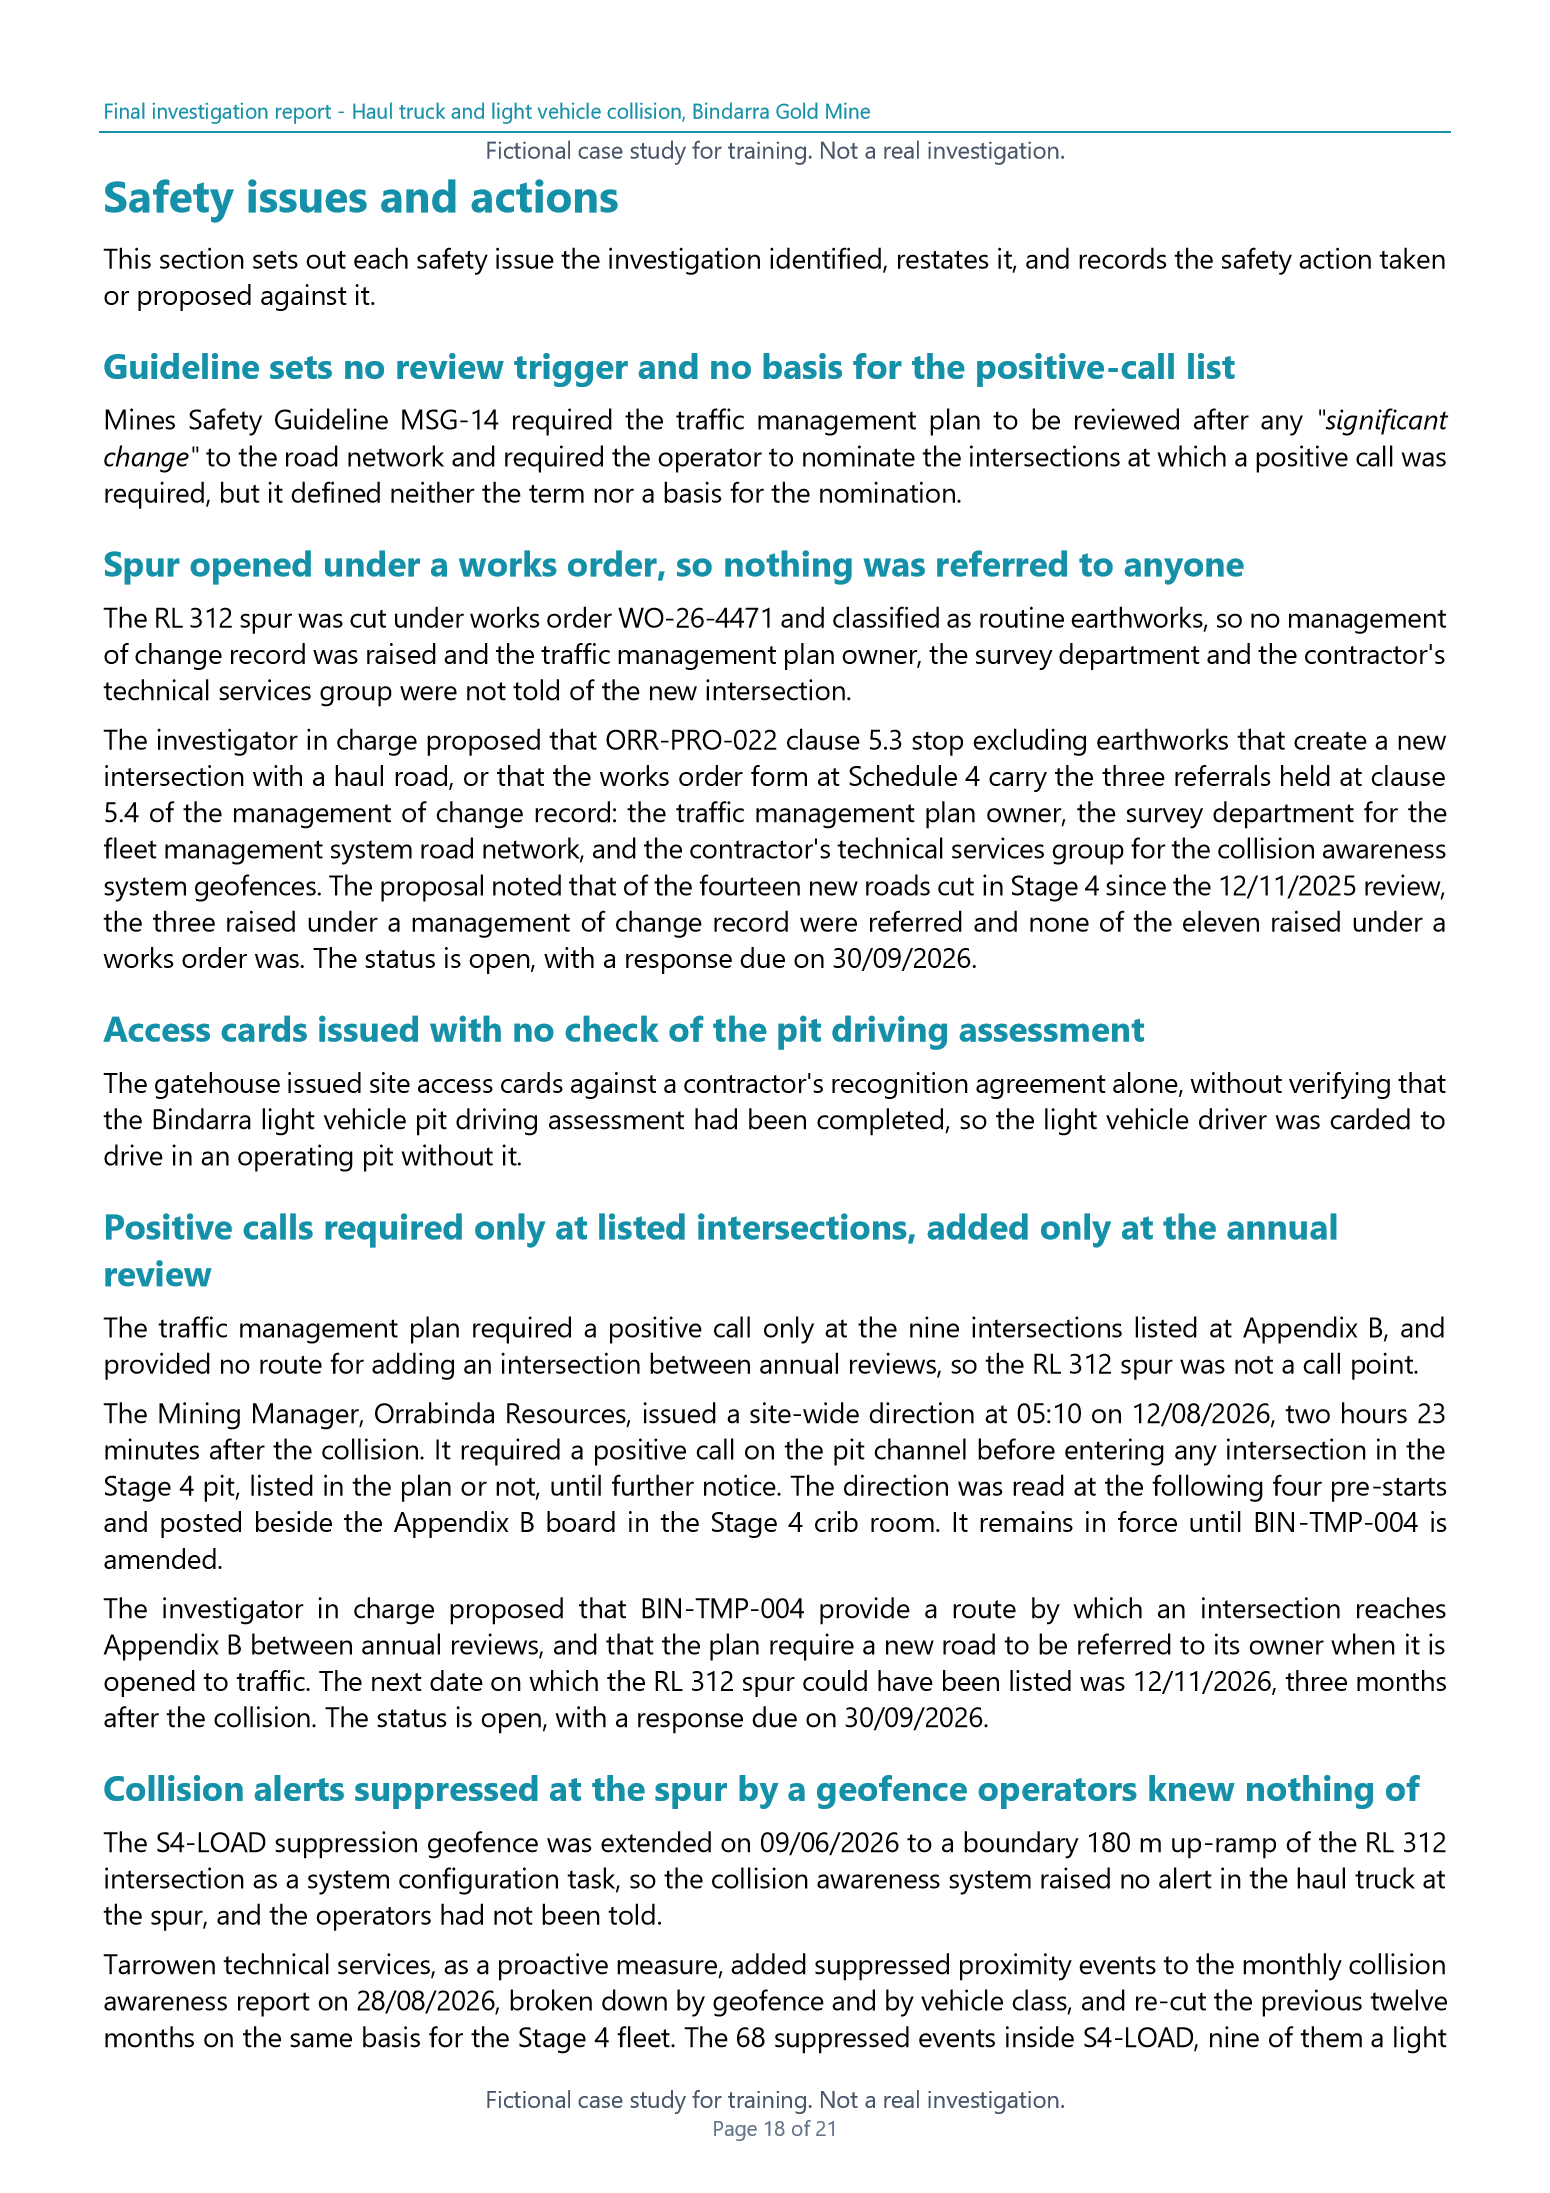 Final investigation report - Haul truck and light vehicle collision, Bindarra Gold Mine
Fictional case study for training. Not a real investigation.
Safety issues and actions
This section sets out each safety issue the investigation identified, restates it, and records the safety action taken
or proposed against it.
Guideline sets no review trigger and no basis for the positive-call list
Mines Safety Guideline MSG-14 required the traffic management plan to be reviewed after any "significant
change" to the road network and required the operator to nominate the intersections at which a positive call was
required, but it defined neither the term nor a basis for the nomination.
Spur opened under a works order, so nothing was referred to anyone
The RL 312 spur was cut under works order WO-26-4471 and classified as routine earthworks, so no management
of change record was raised and the traffic management plan owner, the survey department and the contractor's
technical services group were not told of the new intersection.
The investigator in charge proposed that ORR-PRO-022 clause 5.3 stop excluding earthworks that create a new
intersection with a haul road, or that the works order form at Schedule 4 carry the three referrals held at clause
5.4 of the management of change record: the traffic management plan owner, the survey department for the
fleet management system road network, and the contractor's technical services group for the collision awareness
system geofences. The proposal noted that of the fourteen new roads cut in Stage 4 since the 12/11/2025 review,
the three raised under a management of change record were referred and none of the eleven raised under a
works order was. The status is open, with a response due on 30/09/2026.
Access cards issued with no check of the pit driving assessment
The gatehouse issued site access cards against a contractor's recognition agreement alone, without verifying that
the Bindarra light vehicle pit driving assessment had been completed, so the light vehicle driver was carded to
drive in an operating pit without it.
Positive calls required only at listed intersections, added only at the annual
review
The traffic management plan required a positive call only at the nine intersections listed at Appendix B, and
provided no route for adding an intersection between annual reviews, so the RL 312 spur was not a call point.
The Mining Manager, Orrabinda Resources, issued a site-wide direction at 05:10 on 12/08/2026, two hours 23
minutes after the collision. It required a positive call on the pit channel before entering any intersection in the
Stage 4 pit, listed in the plan or not, until further notice. The direction was read at the following four pre-starts
and posted beside the Appendix B board in the Stage 4 crib room. It remains in force until BIN-TMP-004 is
amended.
The investigator in charge proposed that BIN-TMP-004 provide a route by which an intersection reaches
Appendix B between annual reviews, and that the plan require a new road to be referred to its owner when it is
opened to traffic. The next date on which the RL 312 spur could have been listed was 12/11/2026, three months
after the collision. The status is open, with a response due on 30/09/2026.
Collision alerts suppressed at the spur by a geofence operators knew nothing of
The S4-LOAD suppression geofence was extended on 09/06/2026 to a boundary 180 m up-ramp of the RL 312
intersection as a system configuration task, so the collision awareness system raised no alert in the haul truck at
the spur, and the operators had not been told.
Tarrowen technical services, as a proactive measure, added suppressed proximity events to the monthly collision
awareness report on 28/08/2026, broken down by geofence and by vehicle class, and re-cut the previous twelve
months on the same basis for the Stage 4 fleet. The 68 suppressed events inside S4-LOAD, nine of them a light
Fictional case study for training. Not a real investigation.
Page 18 of 21